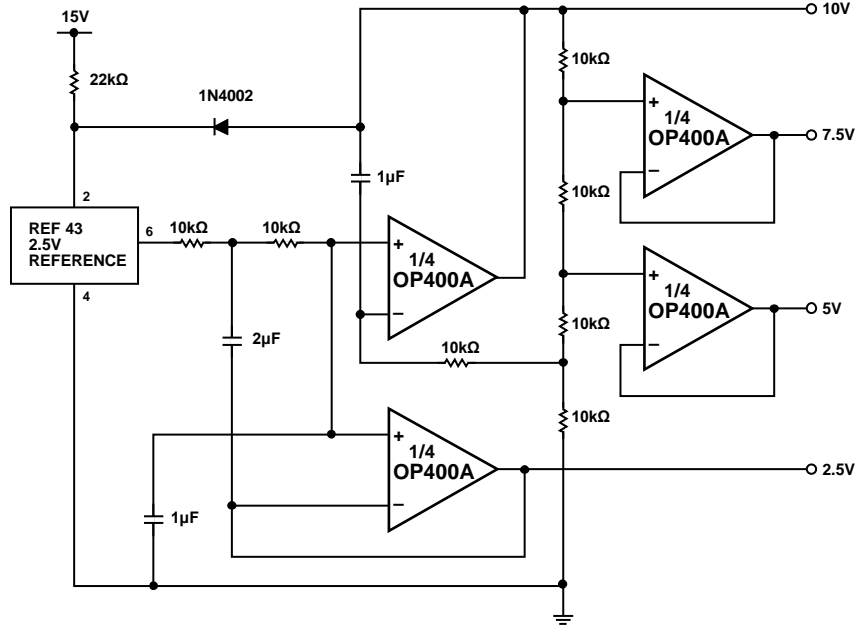 15V
10V
22kΩ
10kΩ
1N4002
+
1/4
OP400A
−
7.5V
1µF
2
REF 43
2.5V
REFERENCE
6
10kΩ
10kΩ
4
+
1/4
OP400A
−
10kΩ
+
1/4
OP400A
−
5V
10kΩ
2µF
10kΩ
10kΩ
+
1/4
OP400A
−
2.5V
1µF